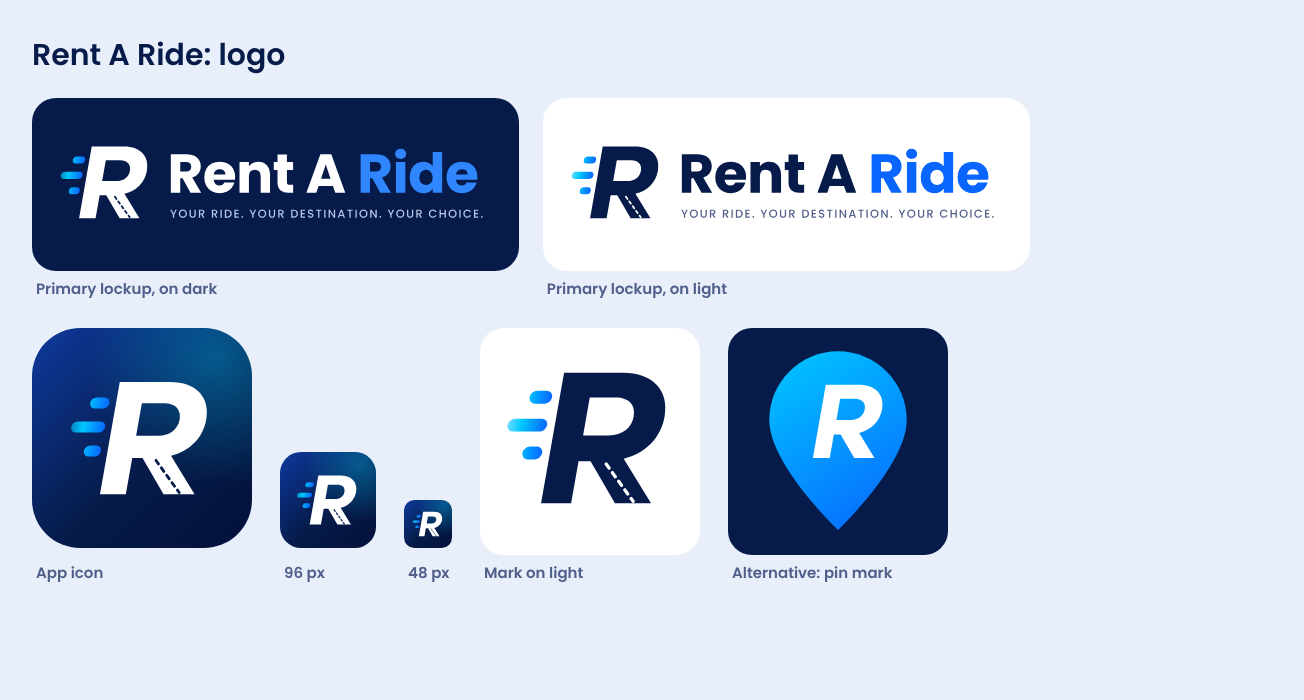 Rent A Ride: logo
R Rent A Ride
YOUR RIDE. YOUR DESTINATION. YOUR CHOICE.
R Rent A Ride
YOUR RIDE. YOUR DESTINATION. YOUR CHOICE.
Primary lockup, on dark
Primary lockup, on light
R
R
R
R
R
App icon
96 px
48 px
Mark on light
Alternative: pin mark